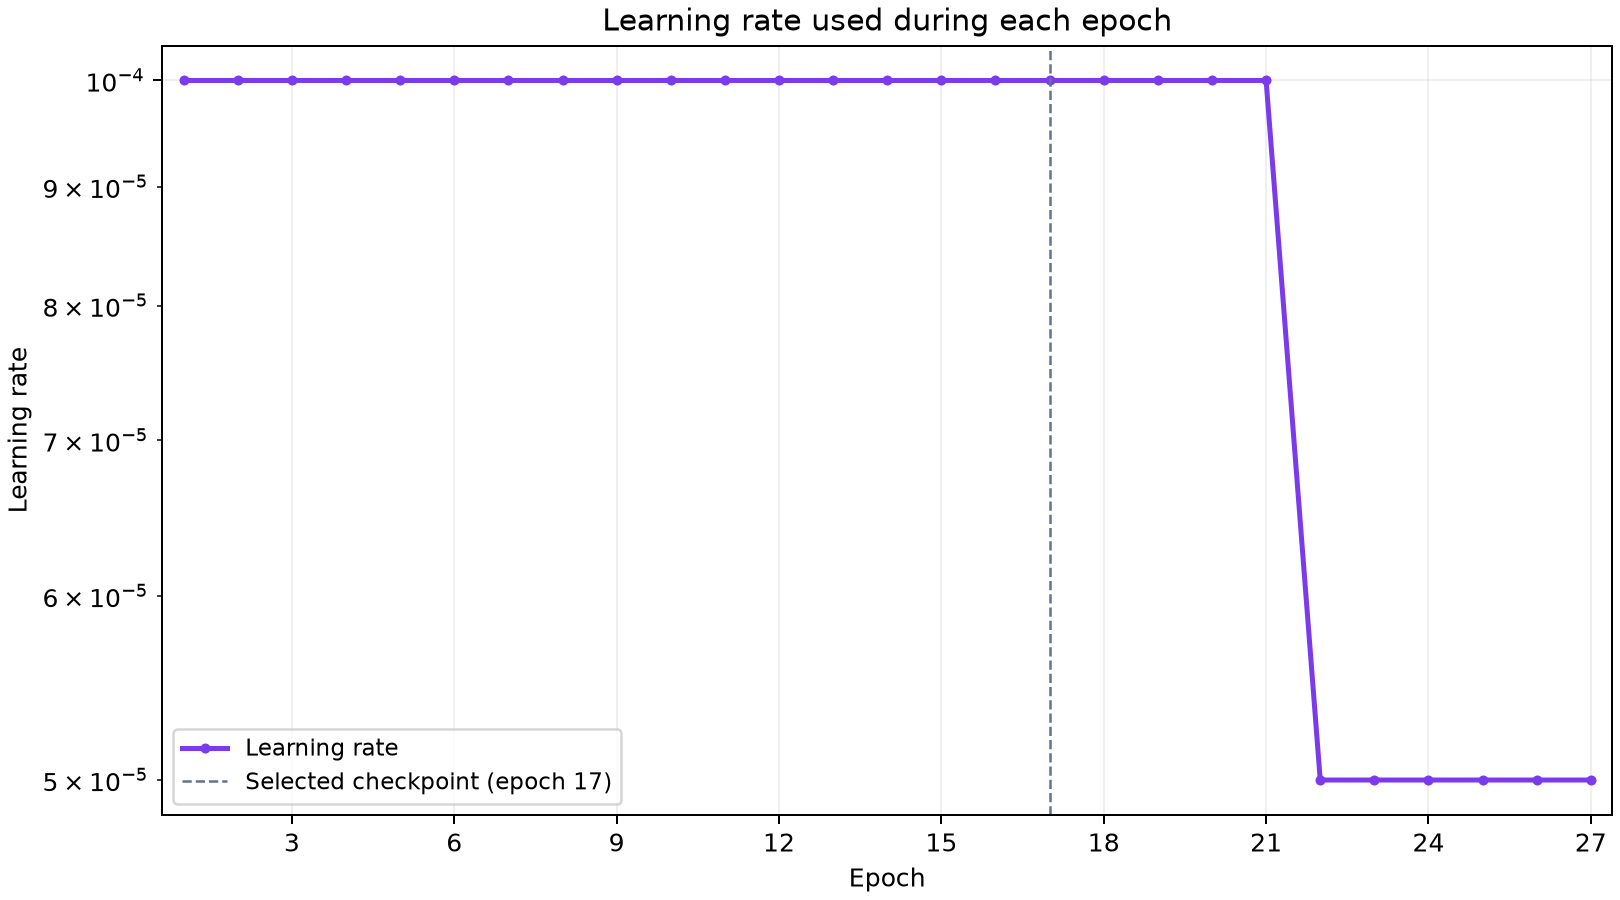 Learning rate used during each epoch
10⁻⁴
9 × 10⁻⁵
8 × 10⁻⁵
7 × 10⁻⁵
6 × 10⁻⁵
5 × 10⁻⁵
Learning rate
Learning rate
Selected checkpoint (epoch 17)
3 6 9 12 15 18 21 24 27
Epoch